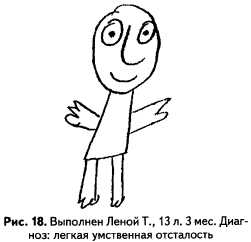 Рис. 18. Выполнен Леной Т., 13 л. 3 мес. Диаг-
ноз: легкая умственная отсталость